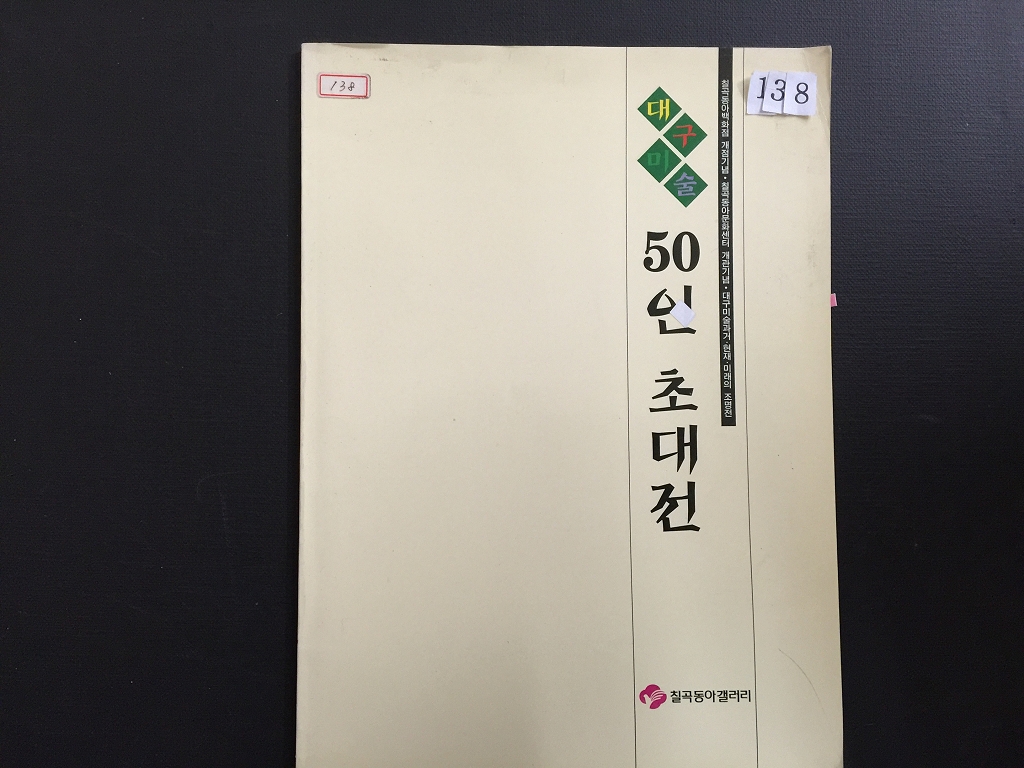 138
138
대구미술
50인 초대전
칠곡동아백화점 개점기념·칠곡동아문화센터 개관기념·대구미술과거·현재·미래의 조명전
칠곡동아갤러리